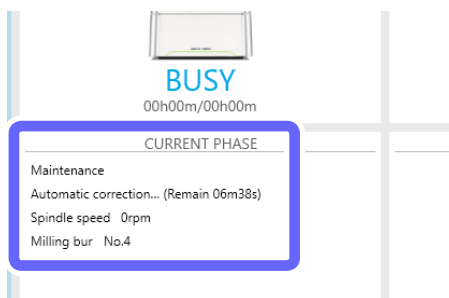 BUSY
00h00m/00h00m
CURRENT PHASE
Maintenance
Automatic correction... (Remain 06m38s)
Spindle speed 0rpm
Milling bur No.4